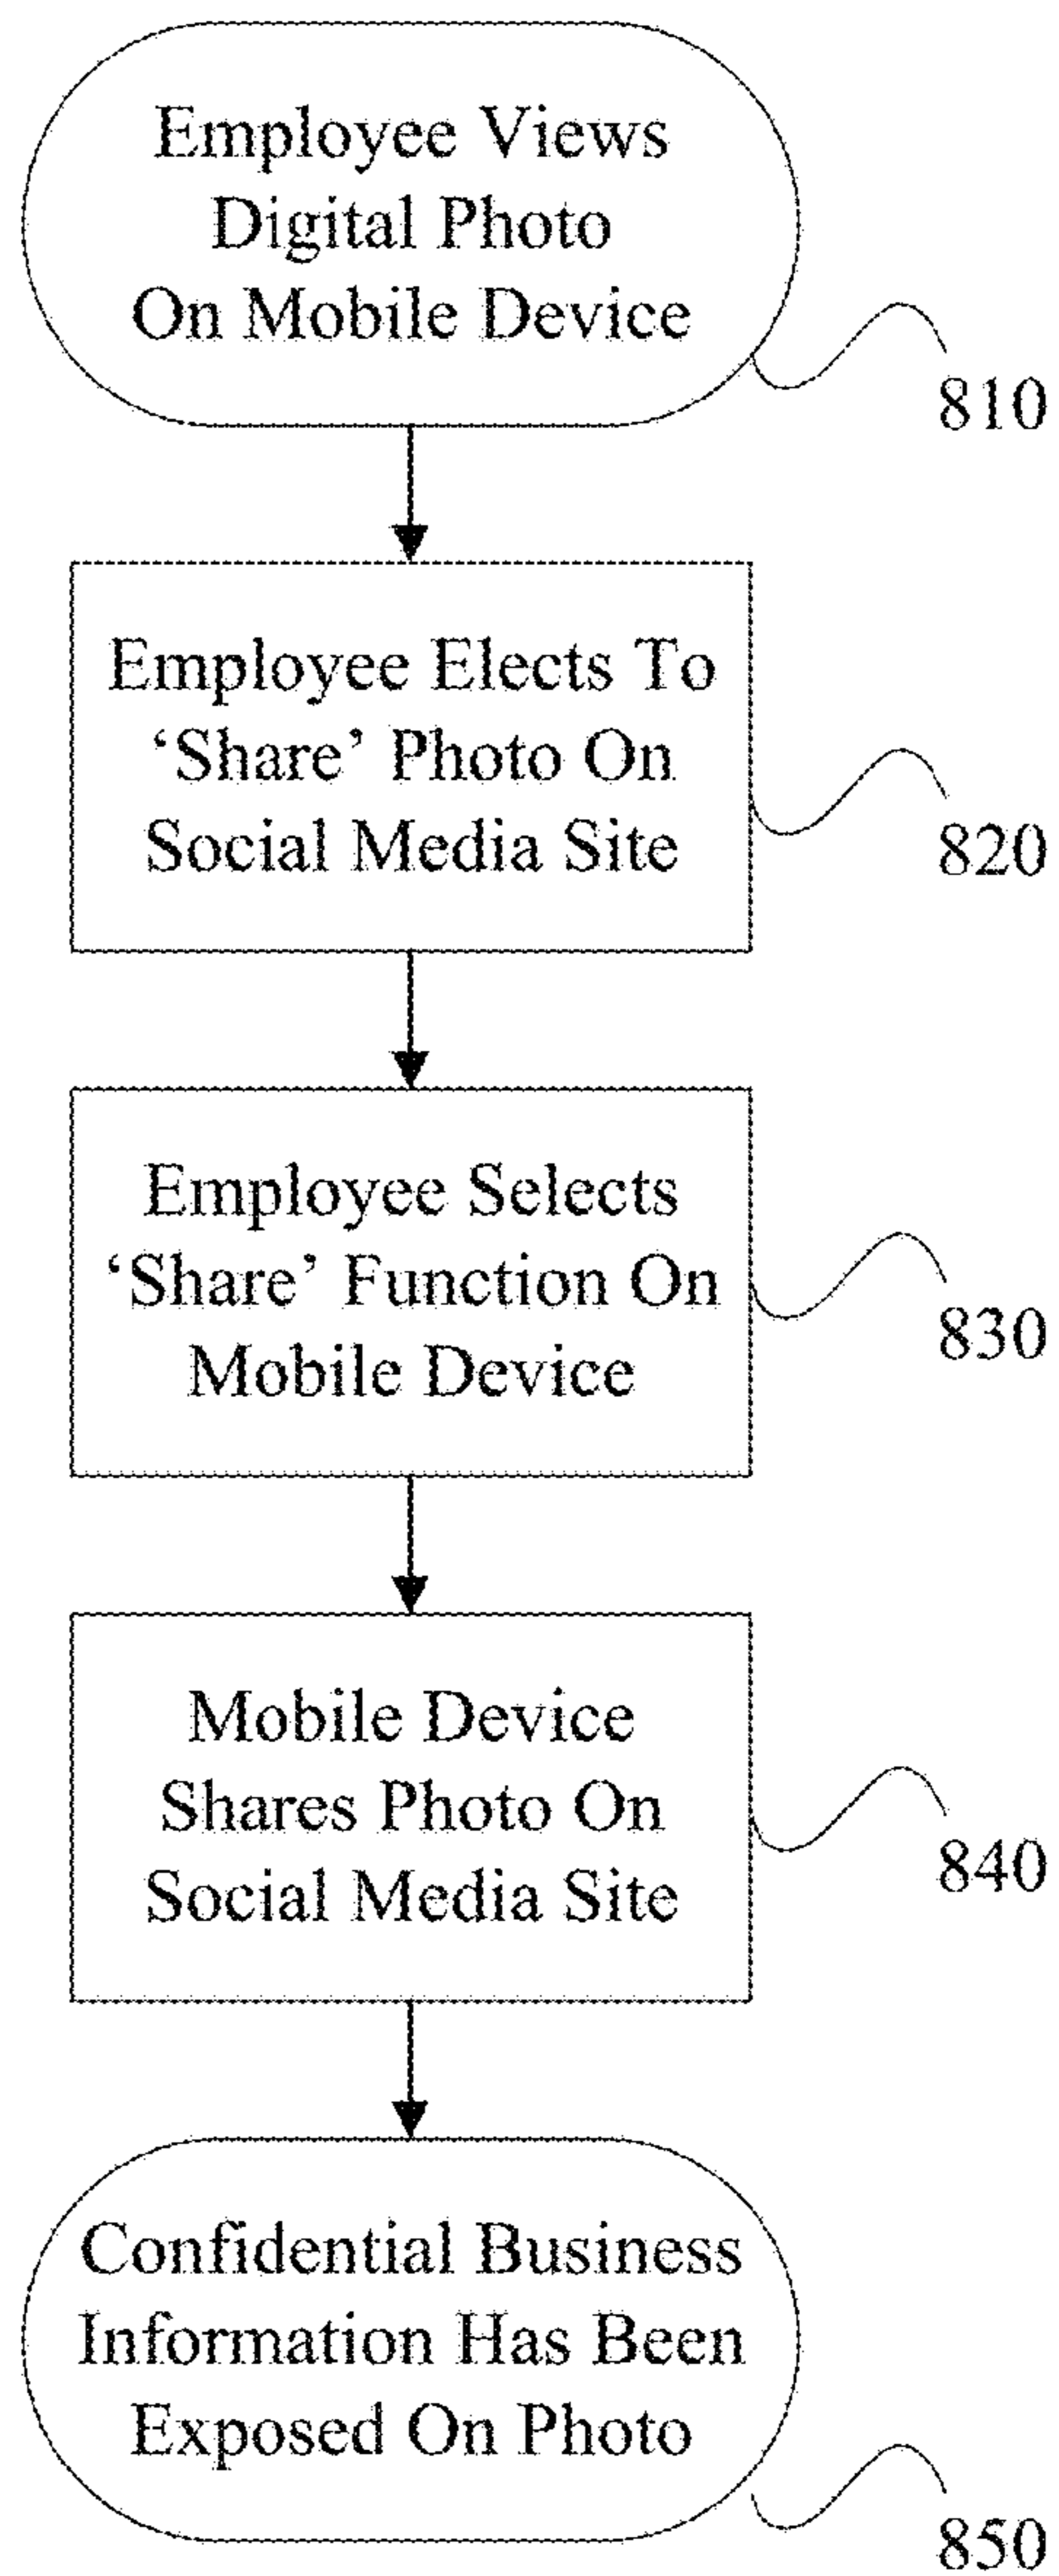 Employee Views
Digital Photo
On Mobile Device
810
Employee Elects To
‘Share’ Photo On
Social Media Site
820
Employee Selects
‘Share’ Function On
Mobile Device
830
Mobile Device
Shares Photo On
Social Media Site
840
Confidential Business
Information Has Been
Exposed On Photo
850